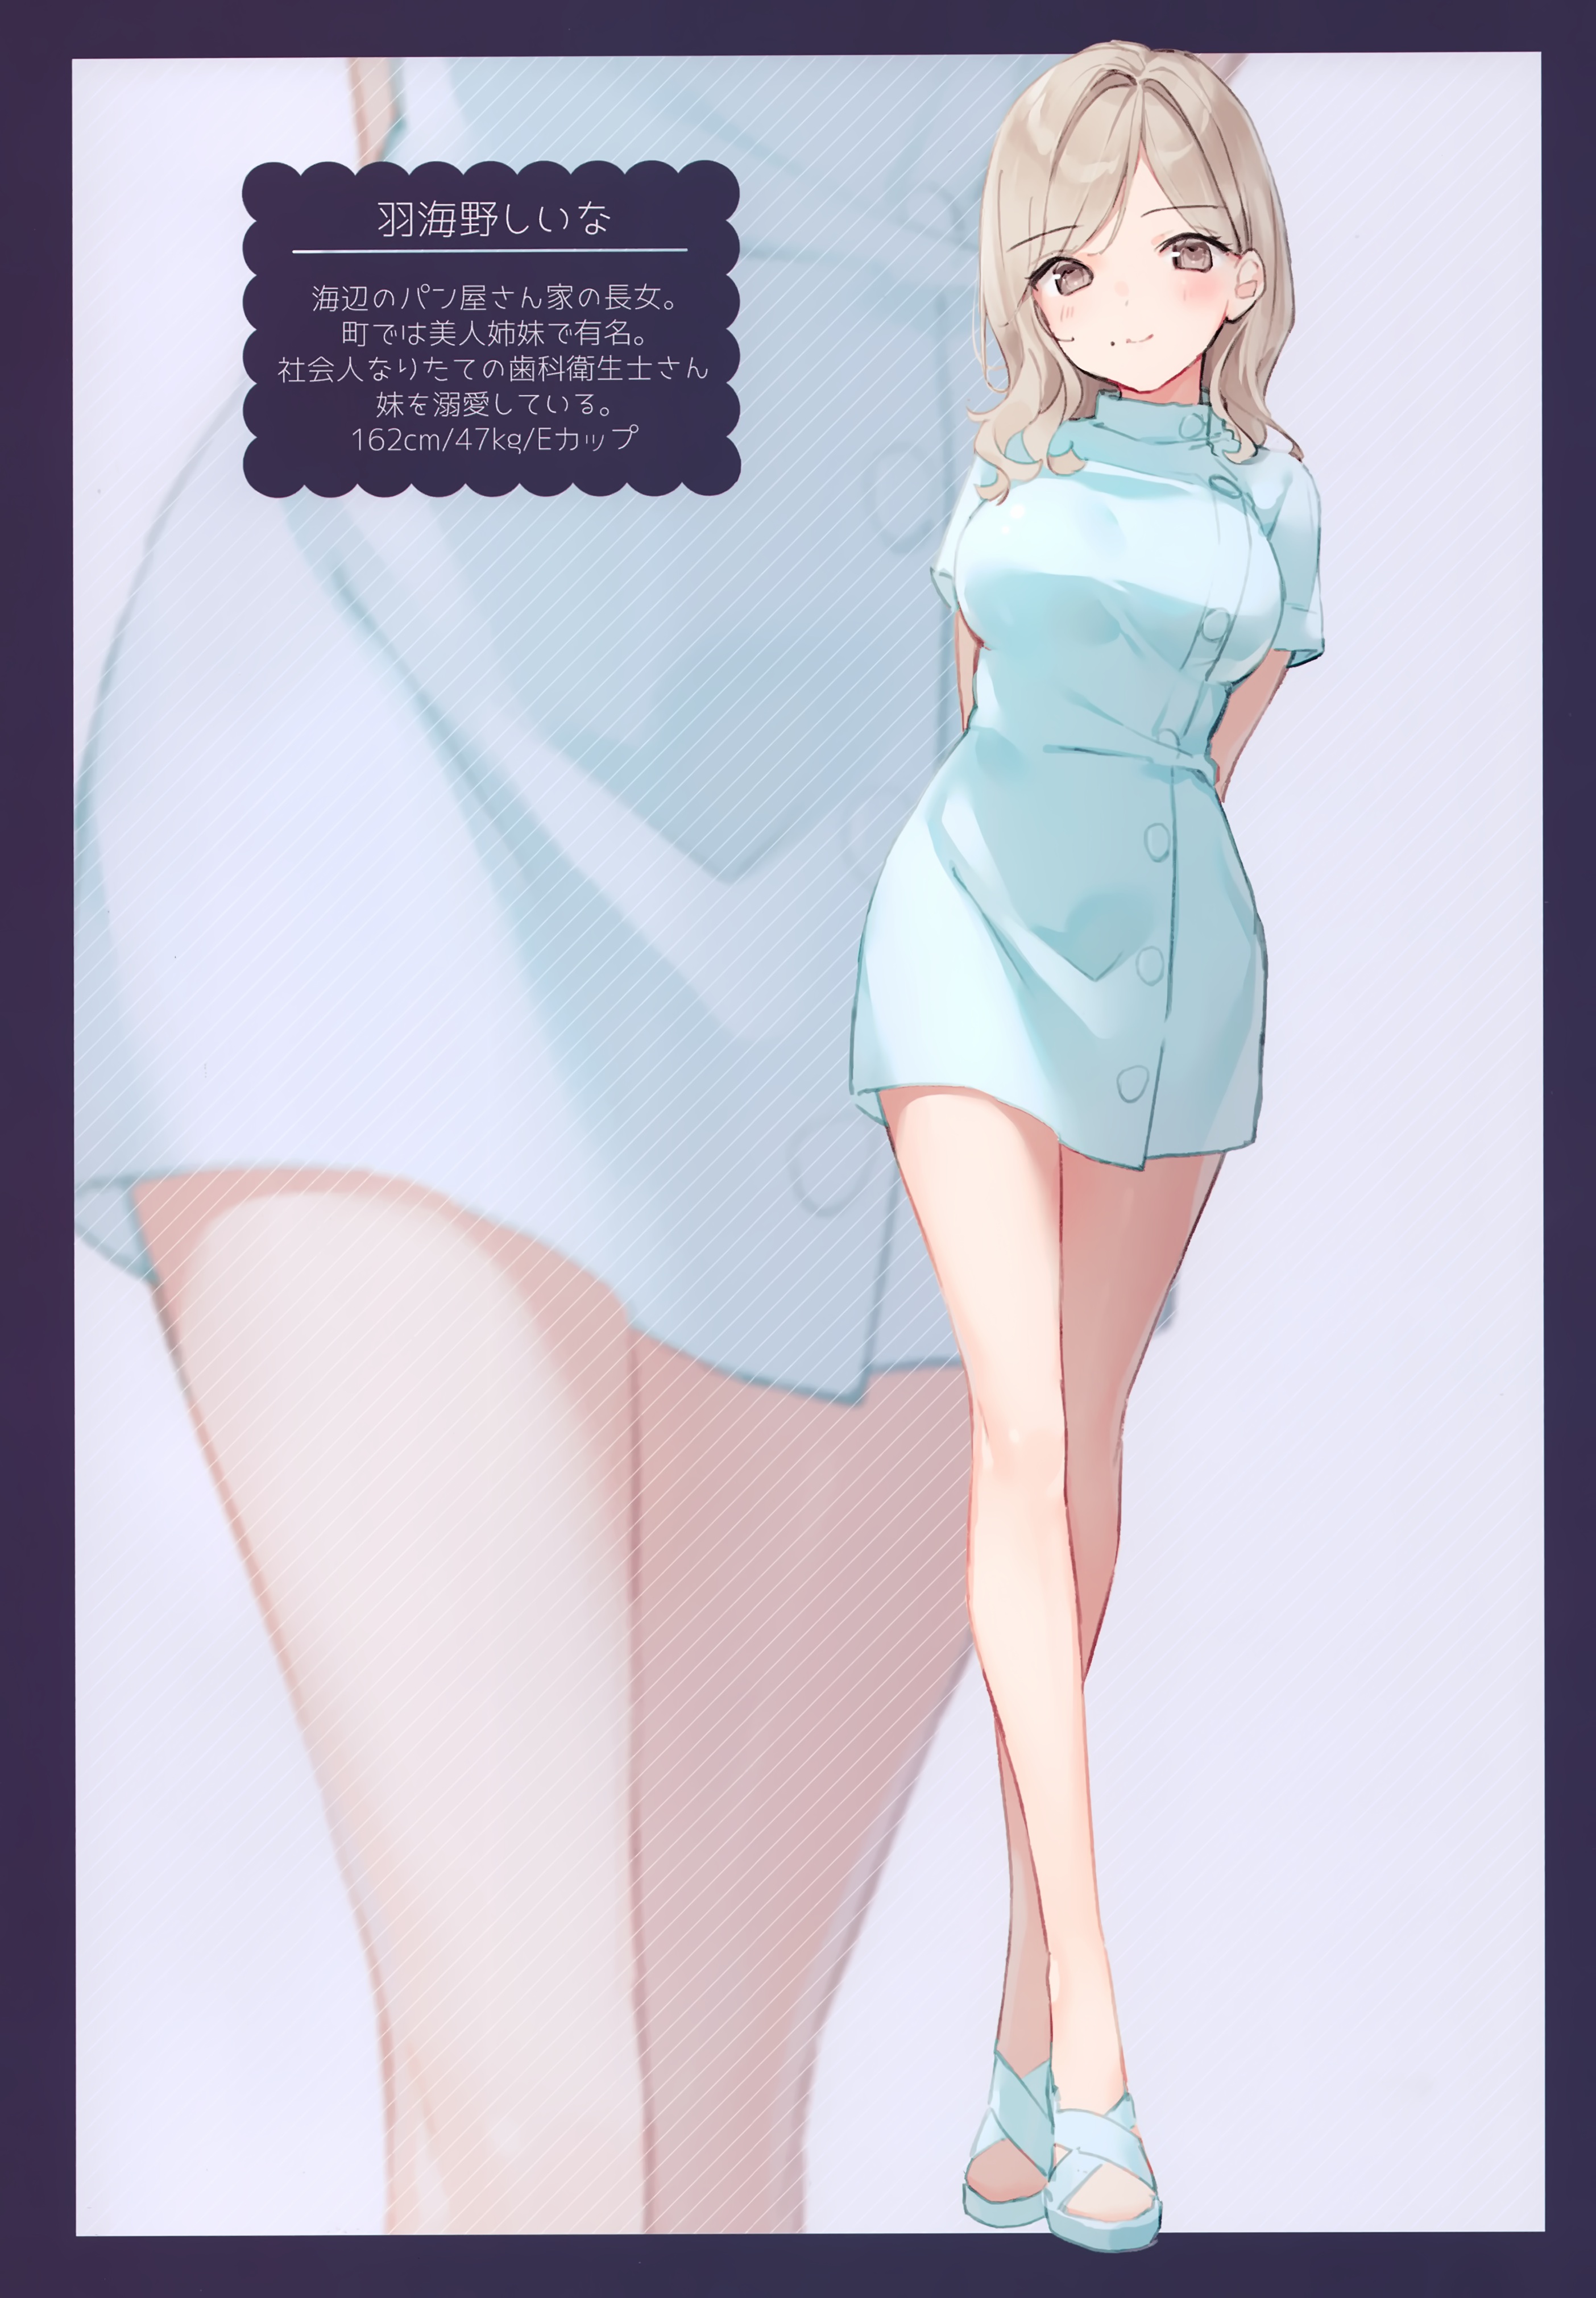 羽海野しいな
海辺のパン屋さん家の長女。
町では美人姉妹で有名。
社会人なりたての歯科衛生士さん
妹を溺愛している。
162cm/47kg/Eカップ